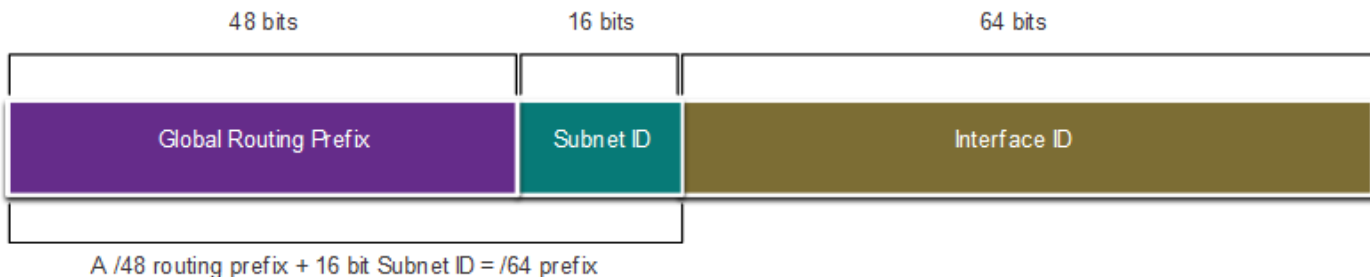 48 bits 16 bits 64 bits
Global Routing Prefix Subnet ID Interface ID
A /48 routing prefix + 16 bit Subnet ID = /64 prefix